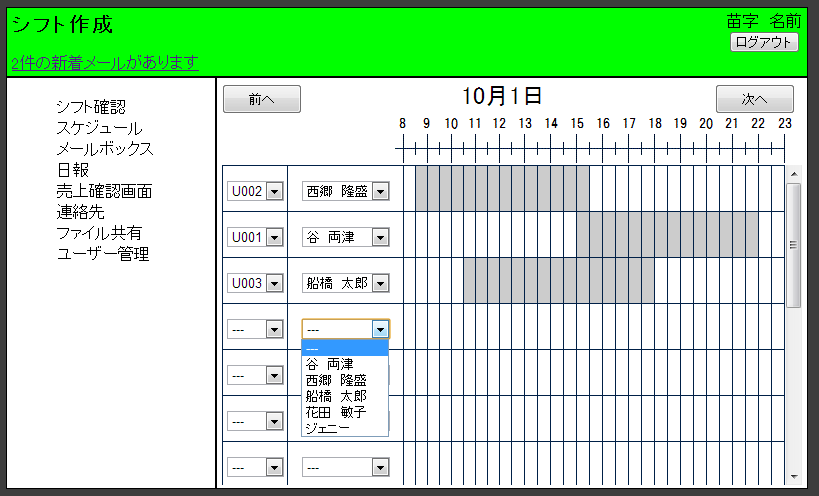 シフト作成
苗字 名前
ログアウト
2件の新着メールがあります
シフト確認
スケジュール
メールボックス
日報
売上確認画面
連絡先
ファイル共有
ユーザー管理
前へ
10月1日
次へ
8 9 10 11 12 13 14 15 16 17 18 19 20 21 22 23
U002 西郷 隆盛
U001 谷 両津
U003 船橋 太郎
--- ---
---
谷 両津
西郷 隆盛
船橋 太郎
花田 敏子
ジェニー
---
---
--- ---